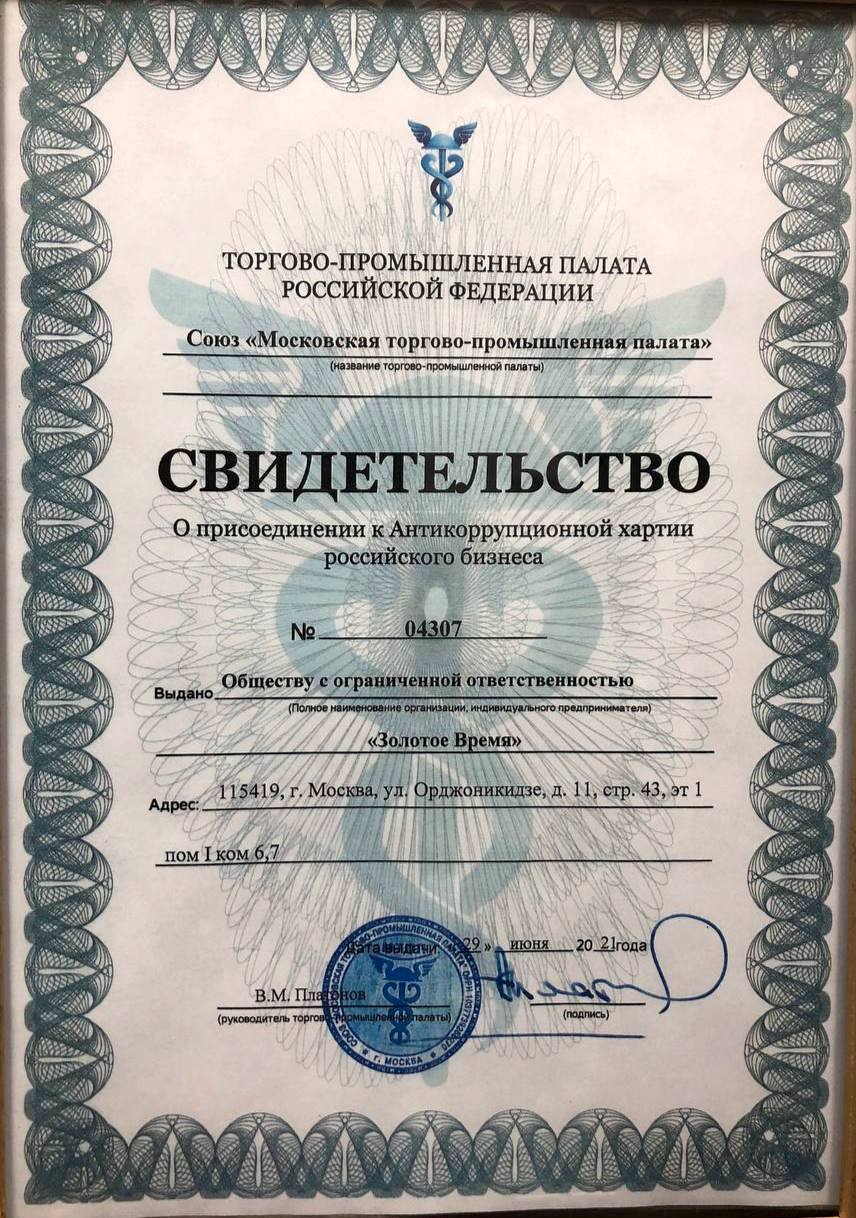 ТОРГОВО-ПРОМЫШЛЕННАЯ ПАЛАТА
РОССИЙСКОЙ ФЕДЕРАЦИИ
Союз «Московская торгово-промышленная палата»
(название торгово-промышленной палаты)
СВИДЕТЕЛЬСТВО
О присоединении к Антикоррупционной хартии
российского бизнеса
№ 04307
Выдано Обществу с ограниченной ответственностью
(Полное наименование организации, индивидуального предпринимателя)
«Золотое Время»
Адрес: 115419, г. Москва, ул. Орджоникидзе, д. 11, стр. 43, эт 1
пом I ком 6,7
Дата выдачи: « 29 » июня 20 21 года
В.М. Платонов
(руководитель торгово-промышленной палаты)
(подпись)
г. МОСКВА